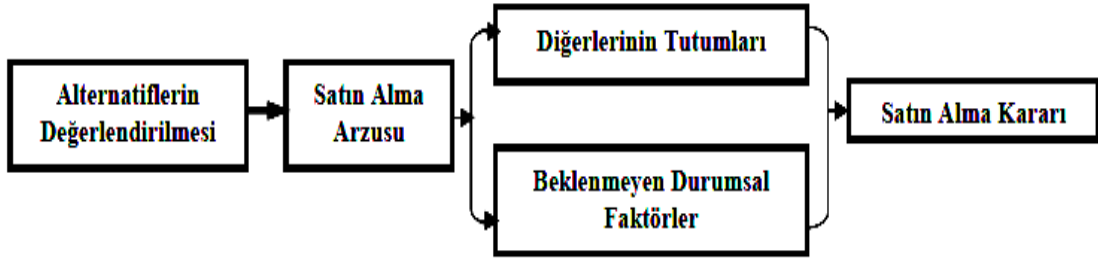 Alternatiflerin
Değerlendirilmesi
Satın Alma
Arzusu
Diğerlerinin Tutumları
Beklenmeyen Durumsal
Faktörler
Satın Alma Kararı